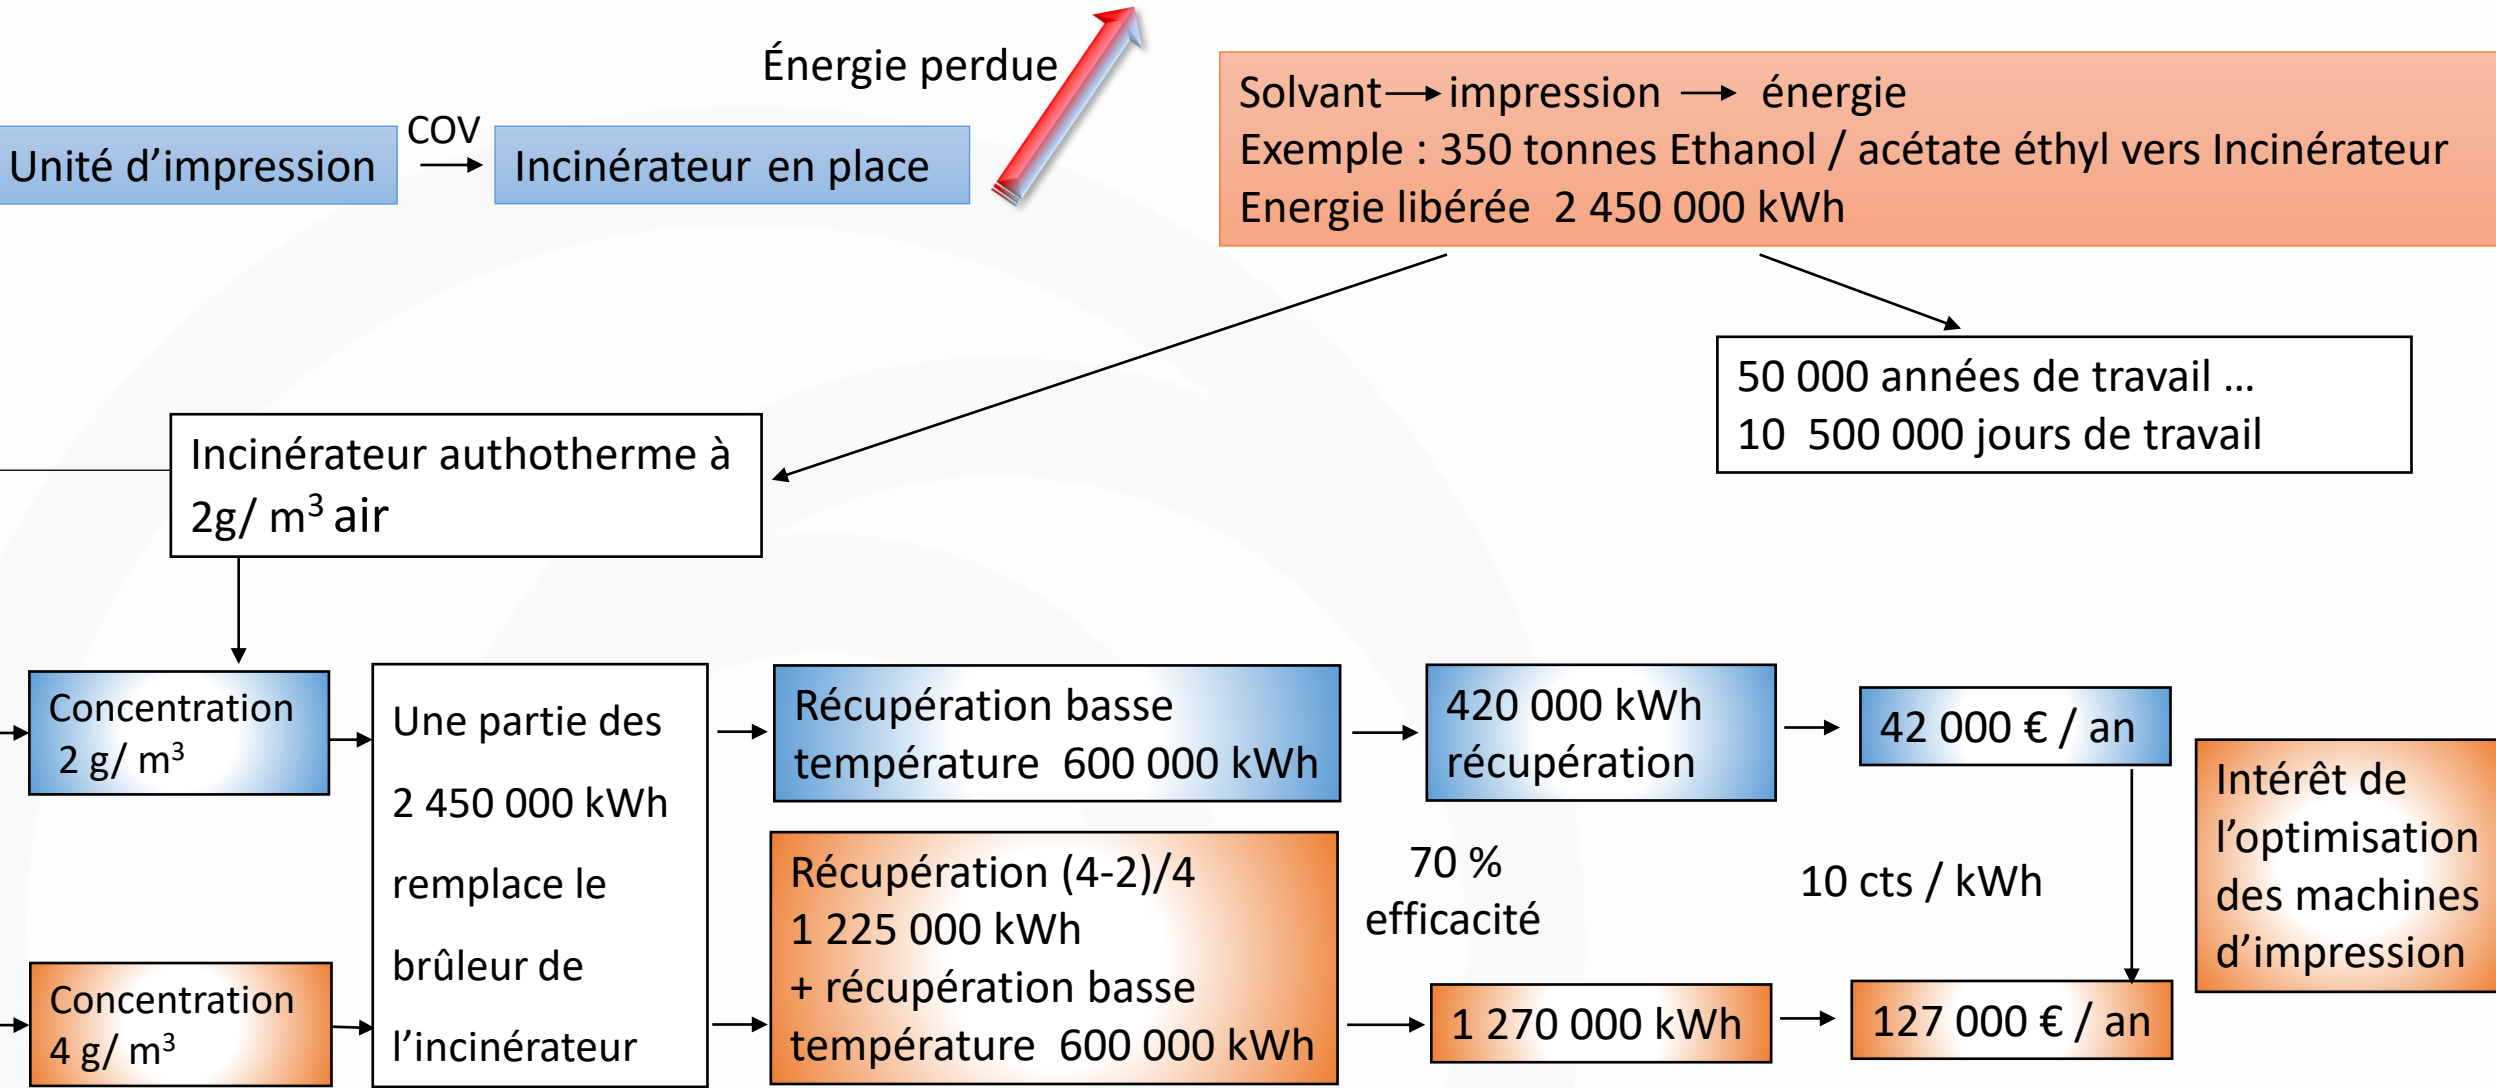 Énergie perdue
Unité d’impression
COV
Incinérateur en place
Solvant → impression → énergie
Exemple : 350 tonnes Ethanol / acétate éthyl vers Incinérateur
Energie libérée 2 450 000 kWh
50 000 années de travail ...
10 500 000 jours de travail
Incinérateur authotherme à
2g/ m³ air
Concentration
2 g/ m³
Concentration
4 g/ m³
Une partie des
2 450 000 kWh
remplace le
brûleur de
l’incinérateur
Récupération basse
température 600 000 kWh
420 000 kWh
récupération
42 000 € / an
Récupération (4-2)/4
1 225 000 kWh
+ récupération basse
température 600 000 kWh
70 %
efficacité
1 270 000 kWh
10 cts / kWh
127 000 € / an
Intérêt de
l’optimisation
des machines
d’impression